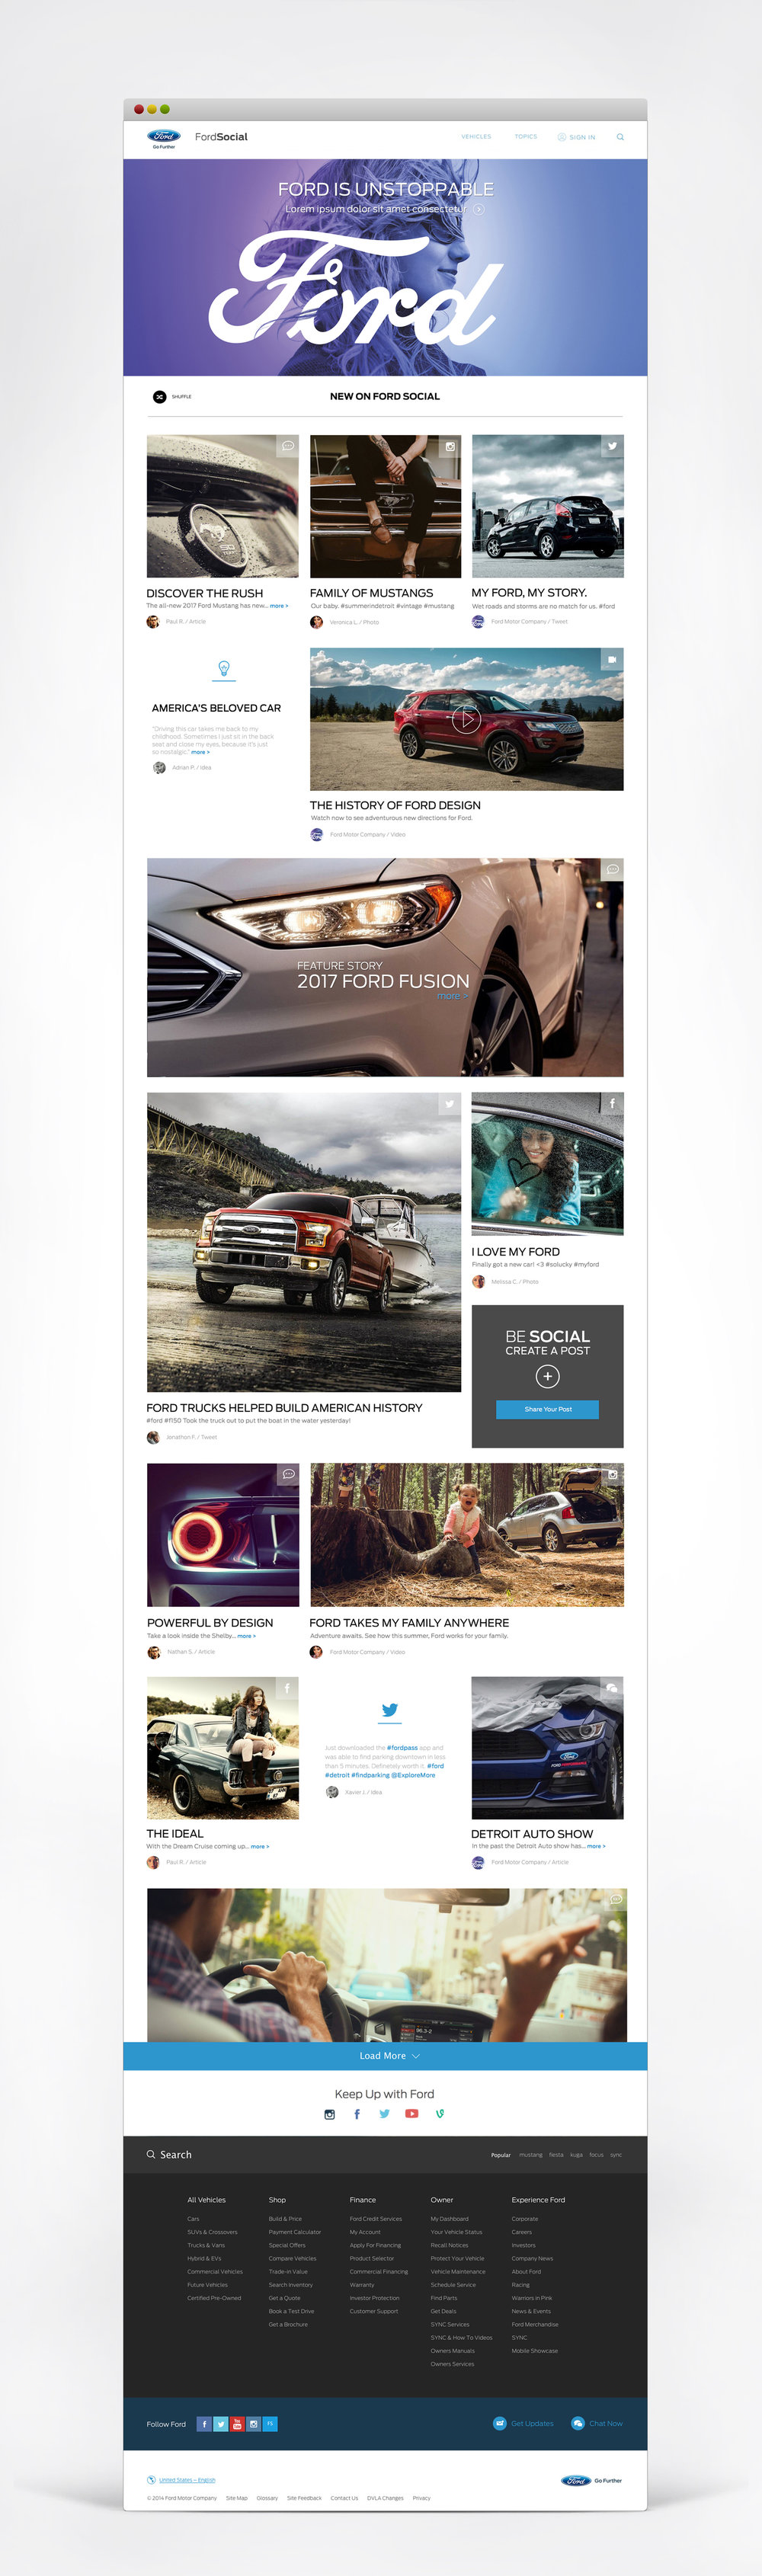 Ford
Go Further
FordSocial
VEHICLES
TOPICS
SIGN IN
FORD IS UNSTOPPABLE
Lorem ipsum dolor sit amet consectetur
Ford
SHUFFLE
NEW ON FORD SOCIAL
DISCOVER THE RUSH
The all-new 2017 Ford Mustang has new... more >
Paul R. / Article
FAMILY OF MUSTANGS
Our baby. #summerindetroit #vintage #mustang
Veronica L. / Photo
MY FORD, MY STORY.
Wet roads and storms are no match for us. #ford
Ford Motor Company / Tweet
AMERICA'S BELOVED CAR
"Driving this car takes me back to my
childhood. Sometimes I just sit in the back
seat and close my eyes, because it's just
so nostalgic." more >
Adrian P. / Idea
THE HISTORY OF FORD DESIGN
Watch now to see adventurous new directions for Ford.
Ford Motor Company / Video
FEATURE STORY
2017 FORD FUSION
more >
FORD TRUCKS HELPED BUILD AMERICAN HISTORY
#ford #f150 Took the truck out to put the boat in the water yesterday!
Jonathan F. / Tweet
I LOVE MY FORD
Finally got a new car! <3 #solucky #myford
Melissa C. / Photo
BE SOCIAL
CREATE A POST
Share Your Post
POWERFUL BY DESIGN
Take a look inside the Shelby... more >
Nathan S. / Article
FORD TAKES MY FAMILY ANYWHERE
Adventure awaits. See how this summer, Ford works for your family.
Ford Motor Company / Video
THE IDEAL
With the Dream Cruise coming up... more >
Paul R. / Article
Just downloaded the #fordpass app and
was able to find parking downtown in less
than 5 minutes. Definetely worth it. #ford
#detroit #findparking @ExploreMore
Xavier J. / Idea
DETROIT AUTO SHOW
In the past the Detroit Auto show has... more >
Ford Motor Company / Article
Load More
Keep Up with Ford
Search
Popular mustang fiesta kuga focus sync
All Vehicles
Cars
SUVs & Crossovers
Trucks & Vans
Hybrid & EVs
Commercial Vehicles
Future Vehicles
Certified Pre-Owned
Shop
Build & Price
Payment Calculator
Special Offers
Compare Vehicles
Trade-in Value
Search Inventory
Get a Quote
Book a Test Drive
Get a Brochure
Finance
Ford Credit Services
My Account
Apply For Financing
Product Selector
Commercial Financing
Warranty
Investor Protection
Customer Support
Owner
My Dashboard
Your Vehicle Status
Recall Notices
Protect Your Vehicle
Vehicle Maintenance
Schedule Service
Find Parts
Get Deals
SYNC Services
SYNC & How To Videos
Owners Manuals
Owners Services
Experience Ford
Corporate
Careers
Investors
Company News
About Ford
Racing
Warriors in Pink
News & Events
Ford Merchandise
SYNC
Mobile Showcase
Follow Ford
You Tube
FS
Get Updates
Chat Now
United States – English
Ford
Go Further
© 2014 Ford Motor Company Site Map Glossary Site Feedback Contact Us DVLA Changes Privacy